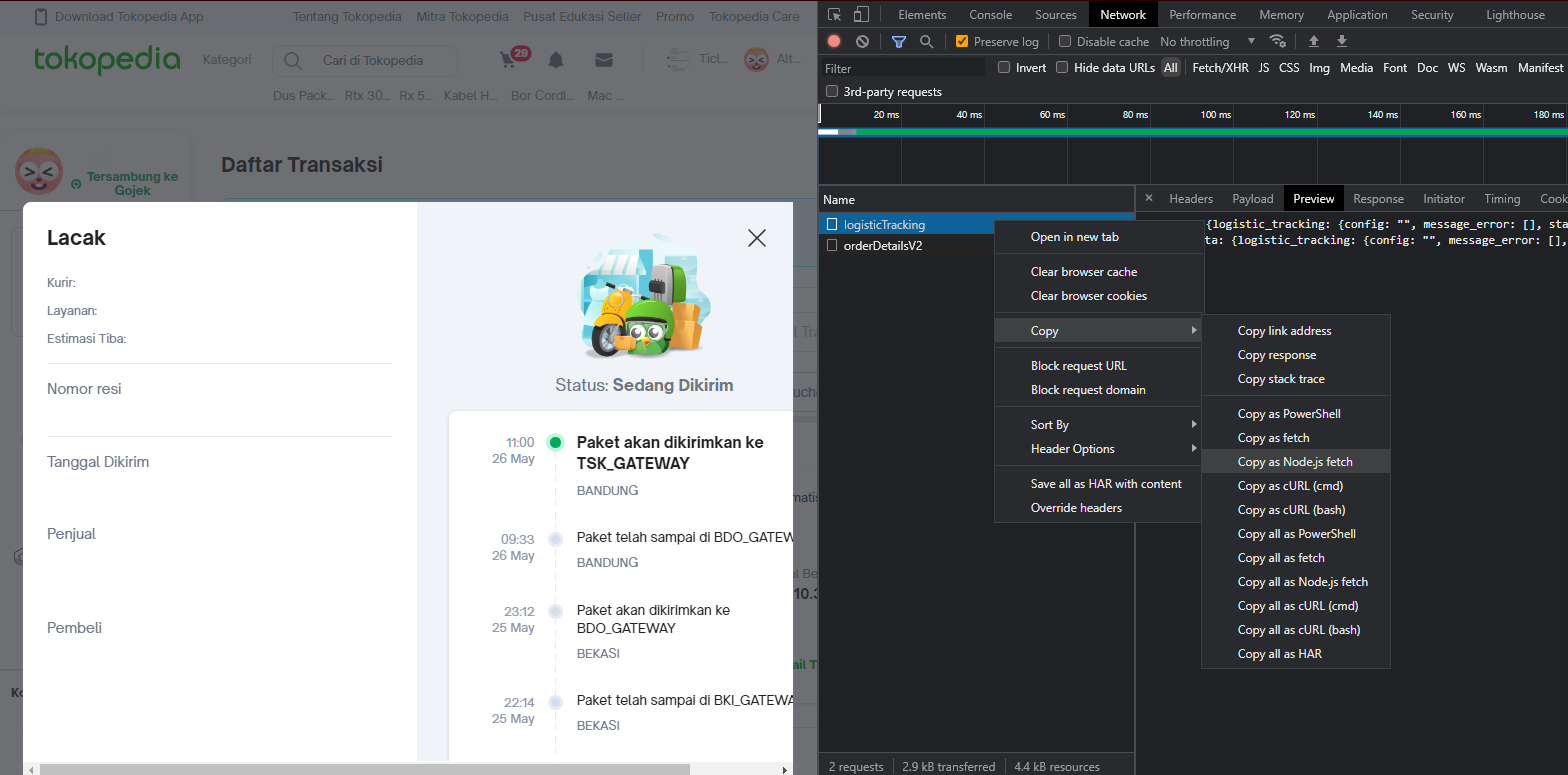 Download Tokopedia App
Tentang Tokopedia
Mitra Tokopedia
Pusat Edukasi Seller
Promo
Tokopedia Care
tokopedia
Kategori
Cari di Tokopedia
29
Ticl...
Alt...
Dus Pack...
Rtx 30...
Rx 5...
Kabel H...
Bor Cordl...
Mac ...
Tersambung ke
Gojek
Daftar Transaksi
Lacak
Kurir:
Layanan:
Estimasi Tiba:
Nomor resi
Tanggal Dikirim
Penjual
Pembeli
Status: Sedang Dikirim
11:00
26 May
Paket akan dikirimkan ke
TSK_GATEWAY
BANDUNG
09:33
26 May
Paket telah sampai di BDO_GATEW
BANDUNG
23:12
25 May
Paket akan dikirimkan ke
BDO_GATEWAY
BEKASI
22:14
25 May
Paket telah sampai di BKI_GATEWA
BEKASI
Elements
Console
Sources
Network
Performance
Memory
Application
Security
Lighthouse
Preserve log
Disable cache
No throttling
Filter
Invert
Hide data URLs
All
Fetch/XHR
JS
CSS
Img
Media
Font
Doc
WS
Wasm
Manifest
3rd-party requests
20 ms
40 ms
60 ms
80 ms
100 ms
120 ms
140 ms
160 ms
180 ms
Name
Headers
Payload
Preview
Response
Initiator
Timing
Cook
logisticTracking
orderDetailsV2
{logistic_tracking: {config: "", message_error: [], sta
ta: {logistic_tracking: {config: "", message_error: [],
Open in new tab
Clear browser cache
Clear browser cookies
Copy
Block request URL
Block request domain
Sort By
Header Options
Save all as HAR with content
Override headers
Copy link address
Copy response
Copy stack trace
Copy as PowerShell
Copy as fetch
Copy as Node.js fetch
Copy as cURL (cmd)
Copy as cURL (bash)
Copy all as PowerShell
Copy all as fetch
Copy all as Node.js fetch
Copy all as cURL (cmd)
Copy all as cURL (bash)
Copy all as HAR
2 requests
2.9 kB transferred
4.4 kB resources